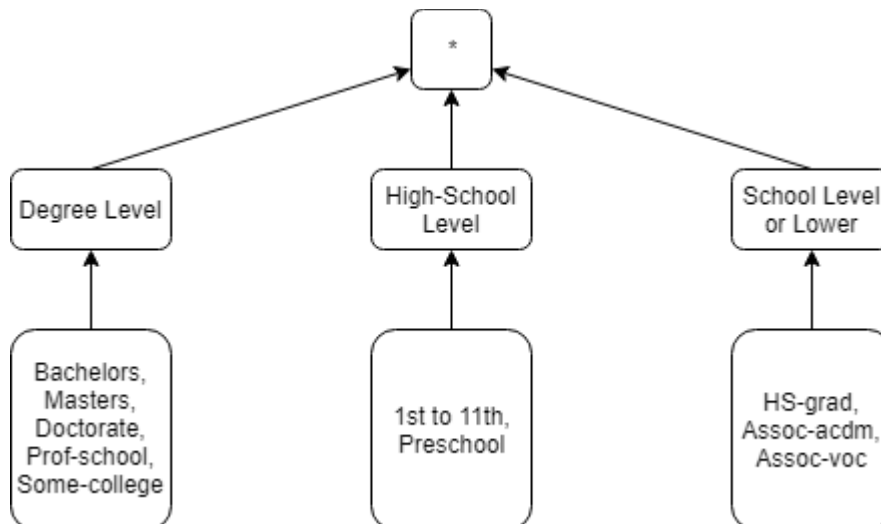 *
Degree Level
High-School
Level
School Level
or Lower
Bachelors,
Masters,
Doctorate,
Prof-school,
Some-college
1st to 11th,
Preschool
HS-grad,
Assoc-acdm,
Assoc-voc